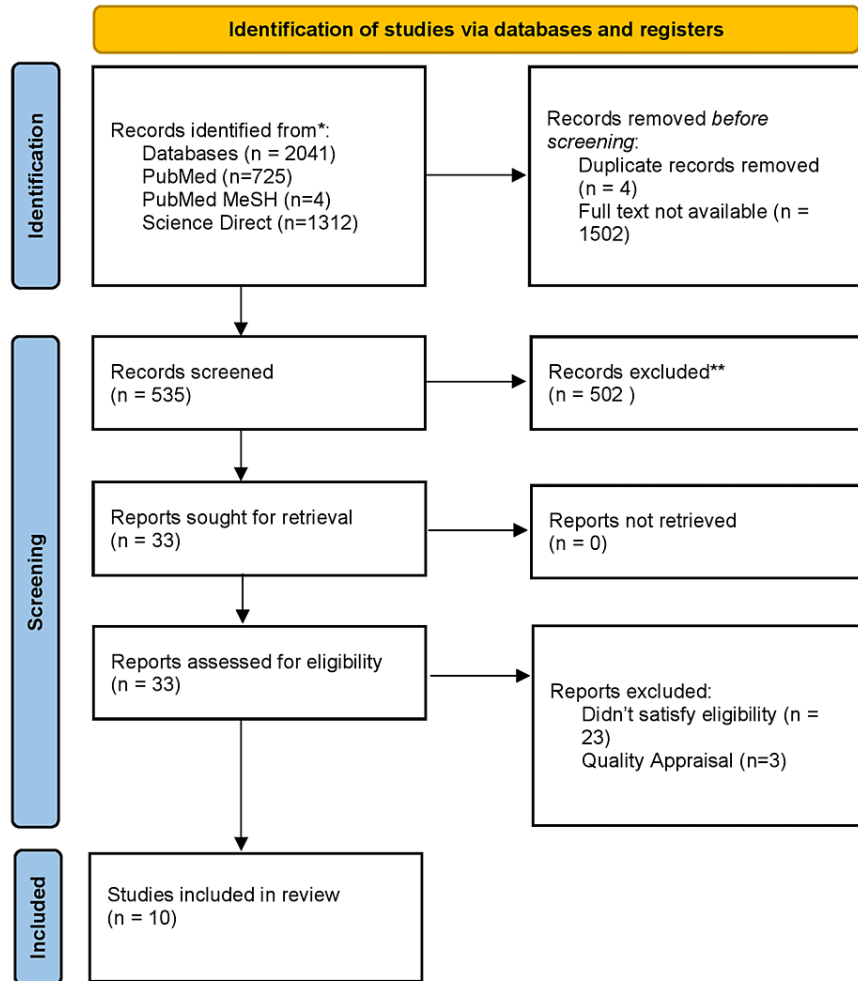 Identification of studies via databases and registers
Identification
Records identified from*:
Databases (n = 2041)
PubMed (n=725)
PubMed MeSH (n=4)
Science Direct (n=1312)
Records removed before
screening:
Duplicate records removed
(n = 4)
Full text not available (n =
1502)
Screening
Records screened
(n = 535)
Records excluded**
(n = 502 )
Reports sought for retrieval
(n = 33)
Reports not retrieved
(n = 0)
Reports assessed for eligibility
(n = 33)
Reports excluded:
Didn't satisfy eligibility (n =
23)
Quality Appraisal (n=3)
Included
Studies included in review
(n = 10)